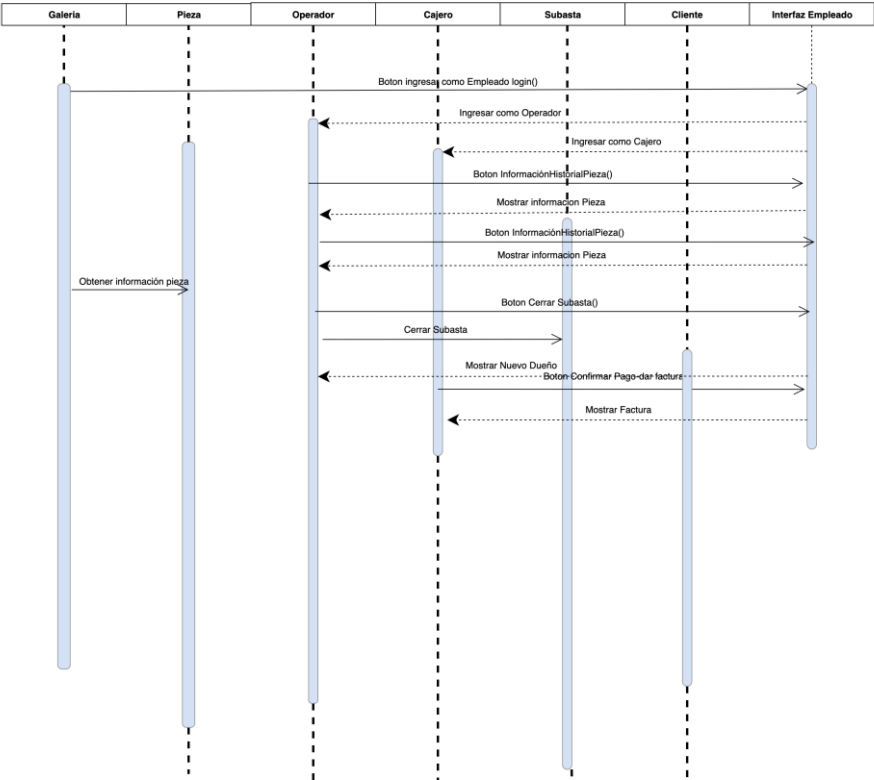 Galeria
Pieza
Operador
Cajero
Subasta
Cliente
Interfaz Empleado
Boton ingresar como Empleado login()
Ingresar como Operador
Ingresar como Cajero
Boton InformaciónHistorialPieza()
Mostrar informacion Pieza
Boton InformaciónHistorialPieza()
Mostrar informacion Pieza
Obtener información pieza
Boton Cerrar Subasta()
Cerrar Subasta
Mostrar Nuevo Dueño
Boton Confirmar Pago-dar factura
Mostrar Factura